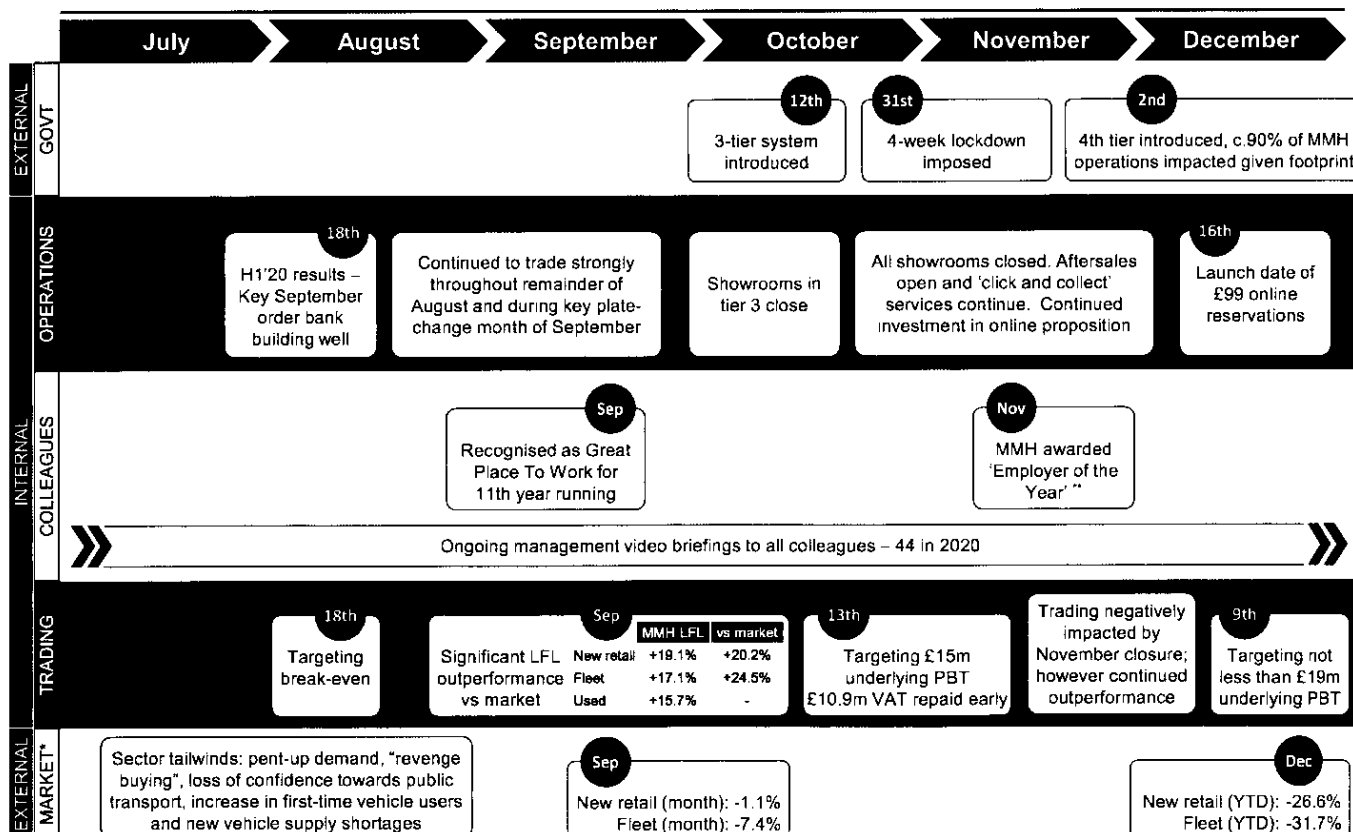 July
August
September
October
November
December
EXTERNAL
GOVT
12th
3-tier system
introduced
31st
4-week lockdown
imposed
2nd
4th tier introduced, c.90% of MMH
operations impacted given footprint
INTERNAL
OPERATIONS
18th
H1'20 results –
Key September
order bank
building well
Continued to trade strongly
throughout remainder of
August and during key plate-
change month of September
Showrooms in
tier 3 close
All showrooms closed. Aftersales
open and 'click and collect'
services continue. Continued
investment in online proposition
16th
Launch date of
£99 online
reservations
COLLEAGUES
Sep
Recognised as Great
Place To Work for
11th year running
Nov
MMH awarded
'Employer of the
Year' **
Ongoing management video briefings to all colleagues – 44 in 2020
TRADING
18th
Targeting
break-even
Significant LFL
outperformance
vs market
Sep
MMH LFL vs market
New retail +19.1% +20.2%
Fleet +17.1% +24.5%
Used +15.7% -
13th
Targeting £15m
underlying PBT
£10.9m VAT repaid early
Trading negatively
impacted by
November closure;
however continued
outperformance
9th
Targeting not
less than £19m
underlying PBT
EXTERNAL
MARKET*
Sector tailwinds: pent-up demand, "revenge
buying", loss of confidence towards public
transport, increase in first-time vehicle users
and new vehicle supply shortages
Sep
New retail (month): -1.1%
Fleet (month): -7.4%
Dec
New retail (YTD): -26.6%
Fleet (YTD): -31.7%